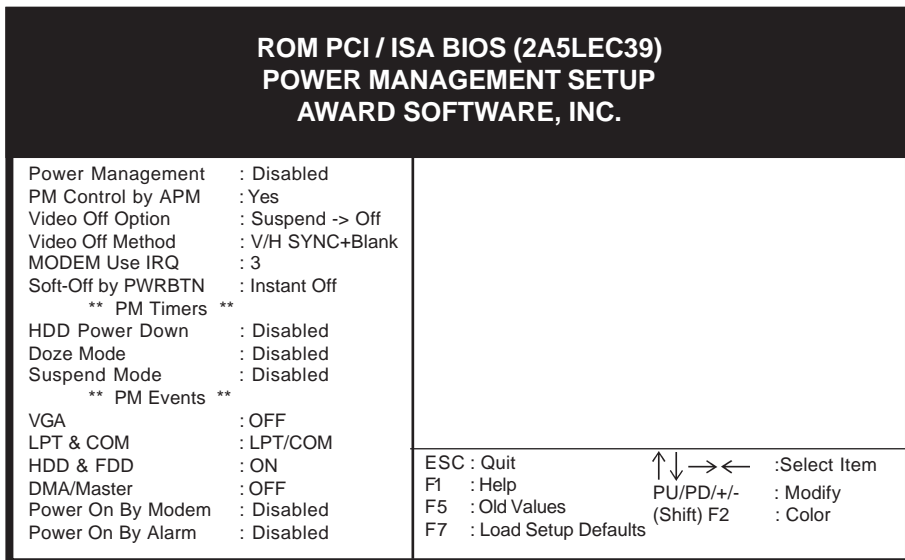 ROM PCI / ISA BIOS (2A5LEC39)
POWER MANAGEMENT SETUP
AWARD SOFTWARE, INC.
Power Management : Disabled
PM Control by APM : Yes
Video Off Option : Suspend -> Off
Video Off Method : V/H SYNC+Blank
MODEM Use IRQ : 3
Soft-Off by PWRBTN : Instant Off
** PM Timers **
HDD Power Down : Disabled
Doze Mode : Disabled
Suspend Mode : Disabled
** PM Events **
VGA : OFF
LPT & COM : LPT/COM
HDD & FDD : ON
DMA/Master : OFF
Power On By Modem : Disabled
Power On By Alarm : Disabled
ESC : Quit ↑↓→← :Select Item
F1 : Help PU/PD/+/- : Modify
F5 : Old Values (Shift) F2 : Color
F7 : Load Setup Defaults